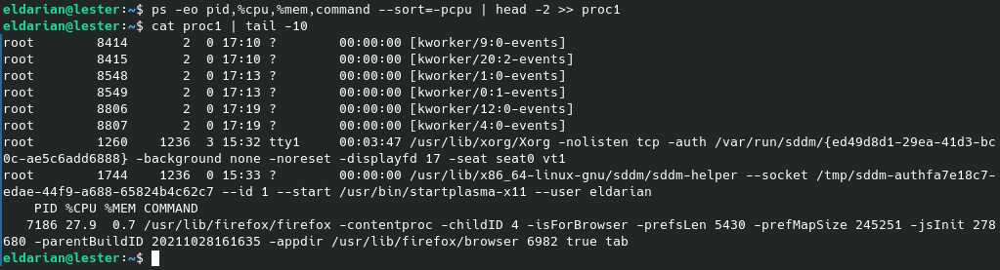 eldarian@lester:~$ ps -eo pid,%cpu,%mem,command --sort=-pcpu | head -2 >> proc1
eldarian@lester:~$ cat proc1 | tail -10
root        8414       2  0 17:10 ?        00:00:00 [kworker/9:0-events]
root        8415       2  0 17:10 ?        00:00:00 [kworker/20:2-events]
root        8548       2  0 17:13 ?        00:00:00 [kworker/1:0-events]
root        8549       2  0 17:13 ?        00:00:00 [kworker/0:1-events]
root        8806       2  0 17:19 ?        00:00:00 [kworker/12:0-events]
root        8807       2  0 17:19 ?        00:00:00 [kworker/4:0-events]
root        1260    1236  3 15:32 tty1     00:03:47 /usr/lib/xorg/Xorg -nolisten tcp -auth /var/run/sddm/{ed49d8d1-29ea-41d3-bc
0c-ae5c6add6888} -background none -noreset -displayfd 17 -seat seat0 vt1
root        1744    1236  0 15:33 ?        00:00:00 /usr/lib/x86_64-linux-gnu/sddm/sddm-helper --socket /tmp/sddm-authfa7e18c7-
edae-44f9-a688-65824b4c62c7 --id 1 --start /usr/bin/startplasma-x11 --user eldarian
    PID %CPU %MEM COMMAND
   7186 27.9  0.7 /usr/lib/firefox/firefox -contentproc -childID 4 -isForBrowser -prefsLen 5430 -prefMapSize 245251 -jsInit 278
680 -parentBuildID 20211028161635 -appdir /usr/lib/firefox/browser 6982 true tab
eldarian@lester:~$